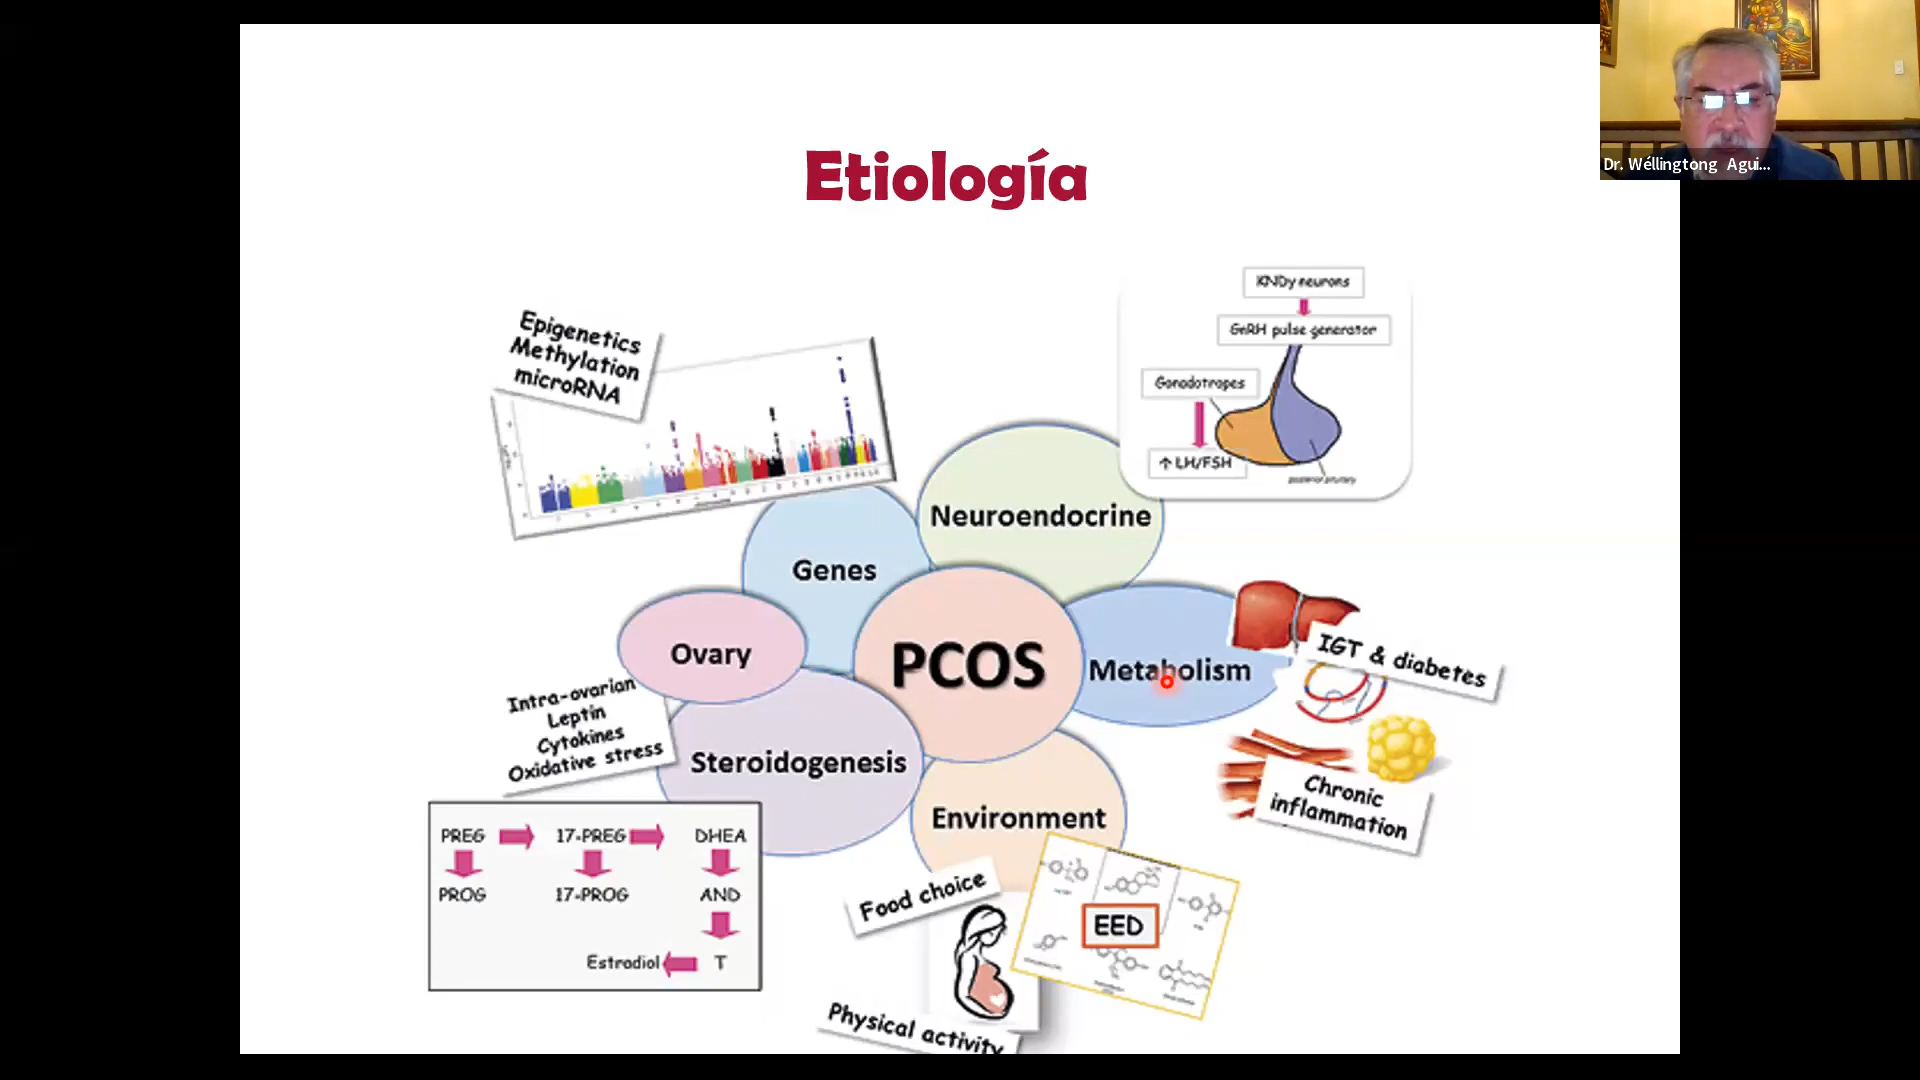 Etiología
Dr. Wéllingtong Agui...
KNDy neurons
GnRH pulse generator
Gonadotropes
↑ LH/FSH
posterior pituitary
Epigenetics
Methylation
microRNA
Neuroendocrine
Genes
Ovary
PCOS
Metabolism
IGT & diabetes
Intra-ovarian
Leptin
Cytokines
Oxidative stress
Steroidogenesis
Environment
Chronic
inflammation
PREG 17-PREG DHEA
PROG 17-PROG AND
Estradiol T
Food choice
EED
Physical activity